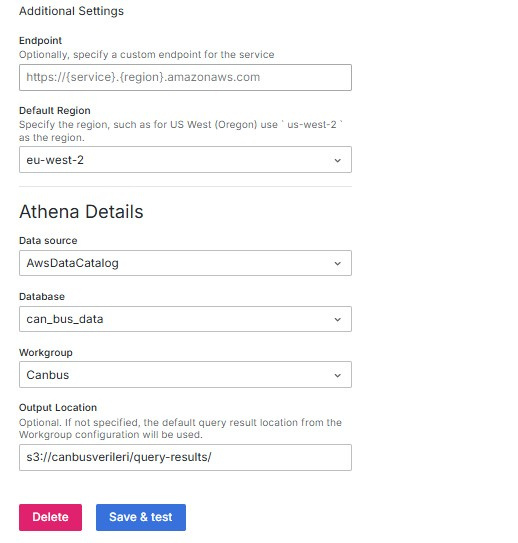 Additional Settings
Endpoint
Optionally, specify a custom endpoint for the service
https://{service}.{region}.amazonaws.com
Default Region
Specify the region, such as for US West (Oregon) use ` us-west-2 `
as the region.
eu-west-2
Athena Details
Data source
AwsDataCatalog
Database
can_bus_data
Workgroup
Canbus
Output Location
Optional. If not specified, the default query result location from the
Workgroup configuration will be used.
s3://canbusverileri/query-results/
Delete
Save & test